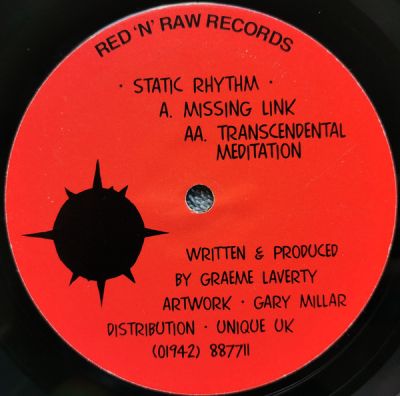 RED 'N' RAW RECORDS
· STATIC RHYTHM ·
A. MISSING LINK
AA. TRANSCENDENTAL
MEDITATION
WRITTEN & PRODUCED
BY GRAEME LAVERTY
ARTWORK · GARY MILLAR
DISTRIBUTION · UNIQUE UK
(01942) 887711